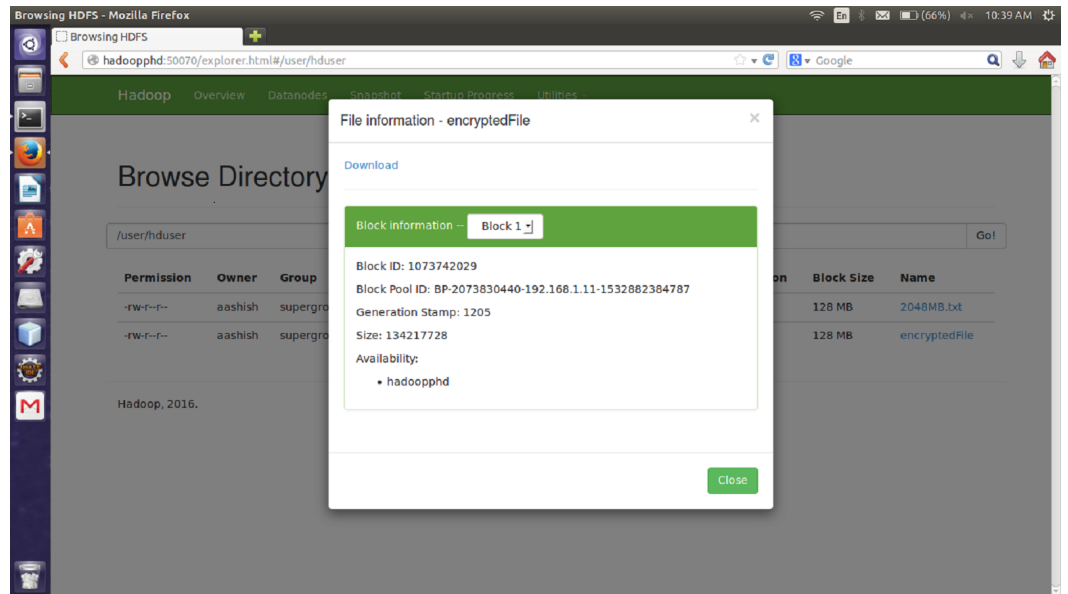 Browsing HDFS - Mozilla Firefox En (66%) 10:39 AM
Browsing HDFS
hadoopphd:50070/explorer.html#/user/hduser Google
Hadoop Overview Datanodes Snapshot Startup Progress Utilities
File information - encryptedFile ×
Download
Browse Directory
Block information -- Block 1
/user/hduser Go!
Block ID: 1073742029
Permission Owner Group on Block Size Name
Block Pool ID: BP-2073830440-192.168.1.11-1532882384787
-rw-r--r-- aashish supergro 128 MB 2048MB.txt
Generation Stamp: 1205
Size: 134217728
-rw-r--r-- aashish supergro 128 MB encryptedFile
Availability:
• hadoopphd
Hadoop, 2016.
Close